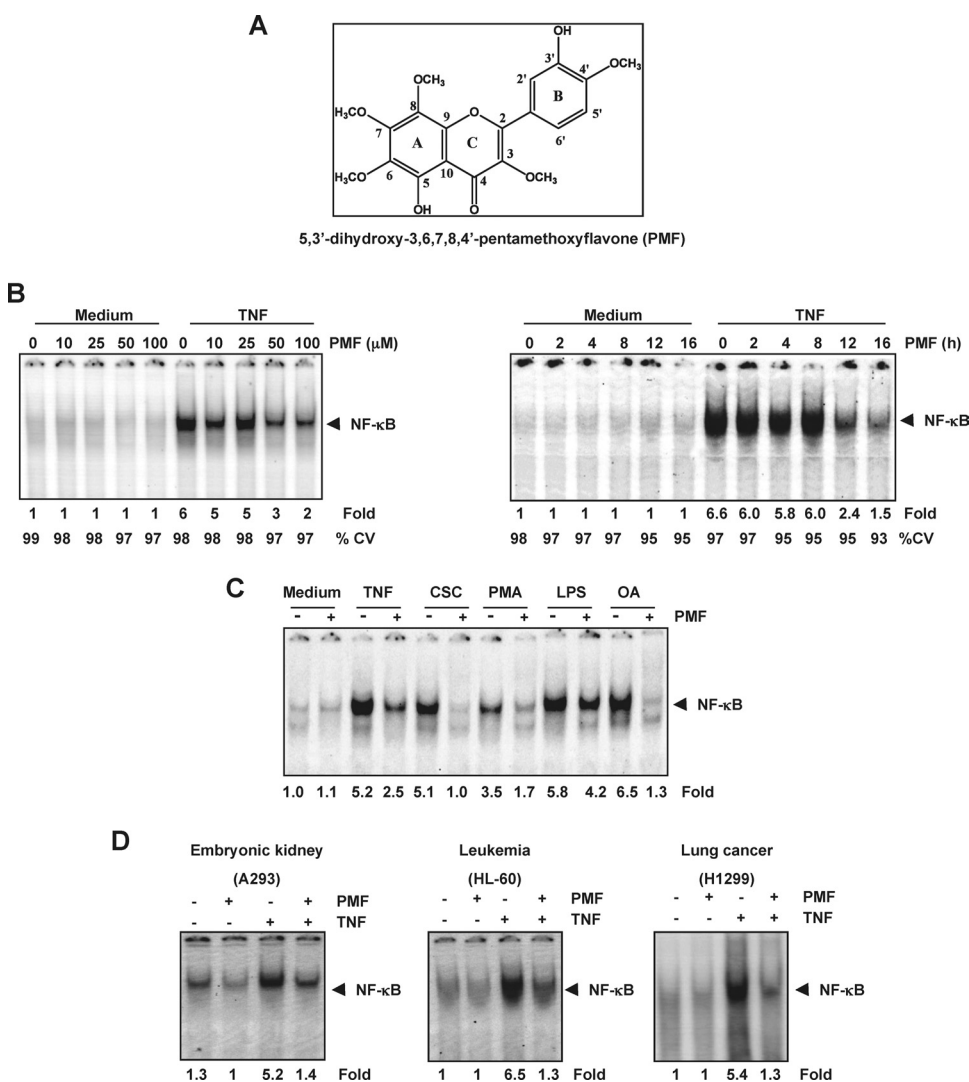 A
OH
3'
4'
OCH₃
2'
B
5'
6'
OCH₃
8
9
O
2
H₃CO
7
A
C
3
H₃CO
6
5
10
4
OCH₃
OH
O
5,3'-dihydroxy-3,6,7,8,4'-pentamethoxyflavone (PMF)
B
Medium TNF
0 10 25 50 100 0 10 25 50 100 PMF (μM)
NF-κB
1 1 1 1 1 6 5 5 3 2 Fold
99 98 98 97 97 98 98 98 97 97 % CV
Medium TNF
0 2 4 8 12 16 0 2 4 8 12 16 PMF (h)
NF-κB
1 1 1 1 1 1 6.6 6.0 5.8 6.0 2.4 1.5 Fold
98 97 97 97 95 95 97 97 95 95 95 93 %CV
C
Medium TNF CSC PMA LPS OA
- + - + - + - + - + - + PMF
NF-κB
1.0 1.1 5.2 2.5 5.1 1.0 3.5 1.7 5.8 4.2 6.5 1.3 Fold
D
Embryonic kidney
(A293)
- + - + PMF
- - + + TNF
NF-κB
1.3 1 5.2 1.4 Fold
Leukemia
(HL-60)
- + - + PMF
- - + + TNF
NF-κB
1 1 6.5 1.3 Fold
Lung cancer
(H1299)
- + - + PMF
- - + + TNF
NF-κB
1 1 5.4 1.3 Fold